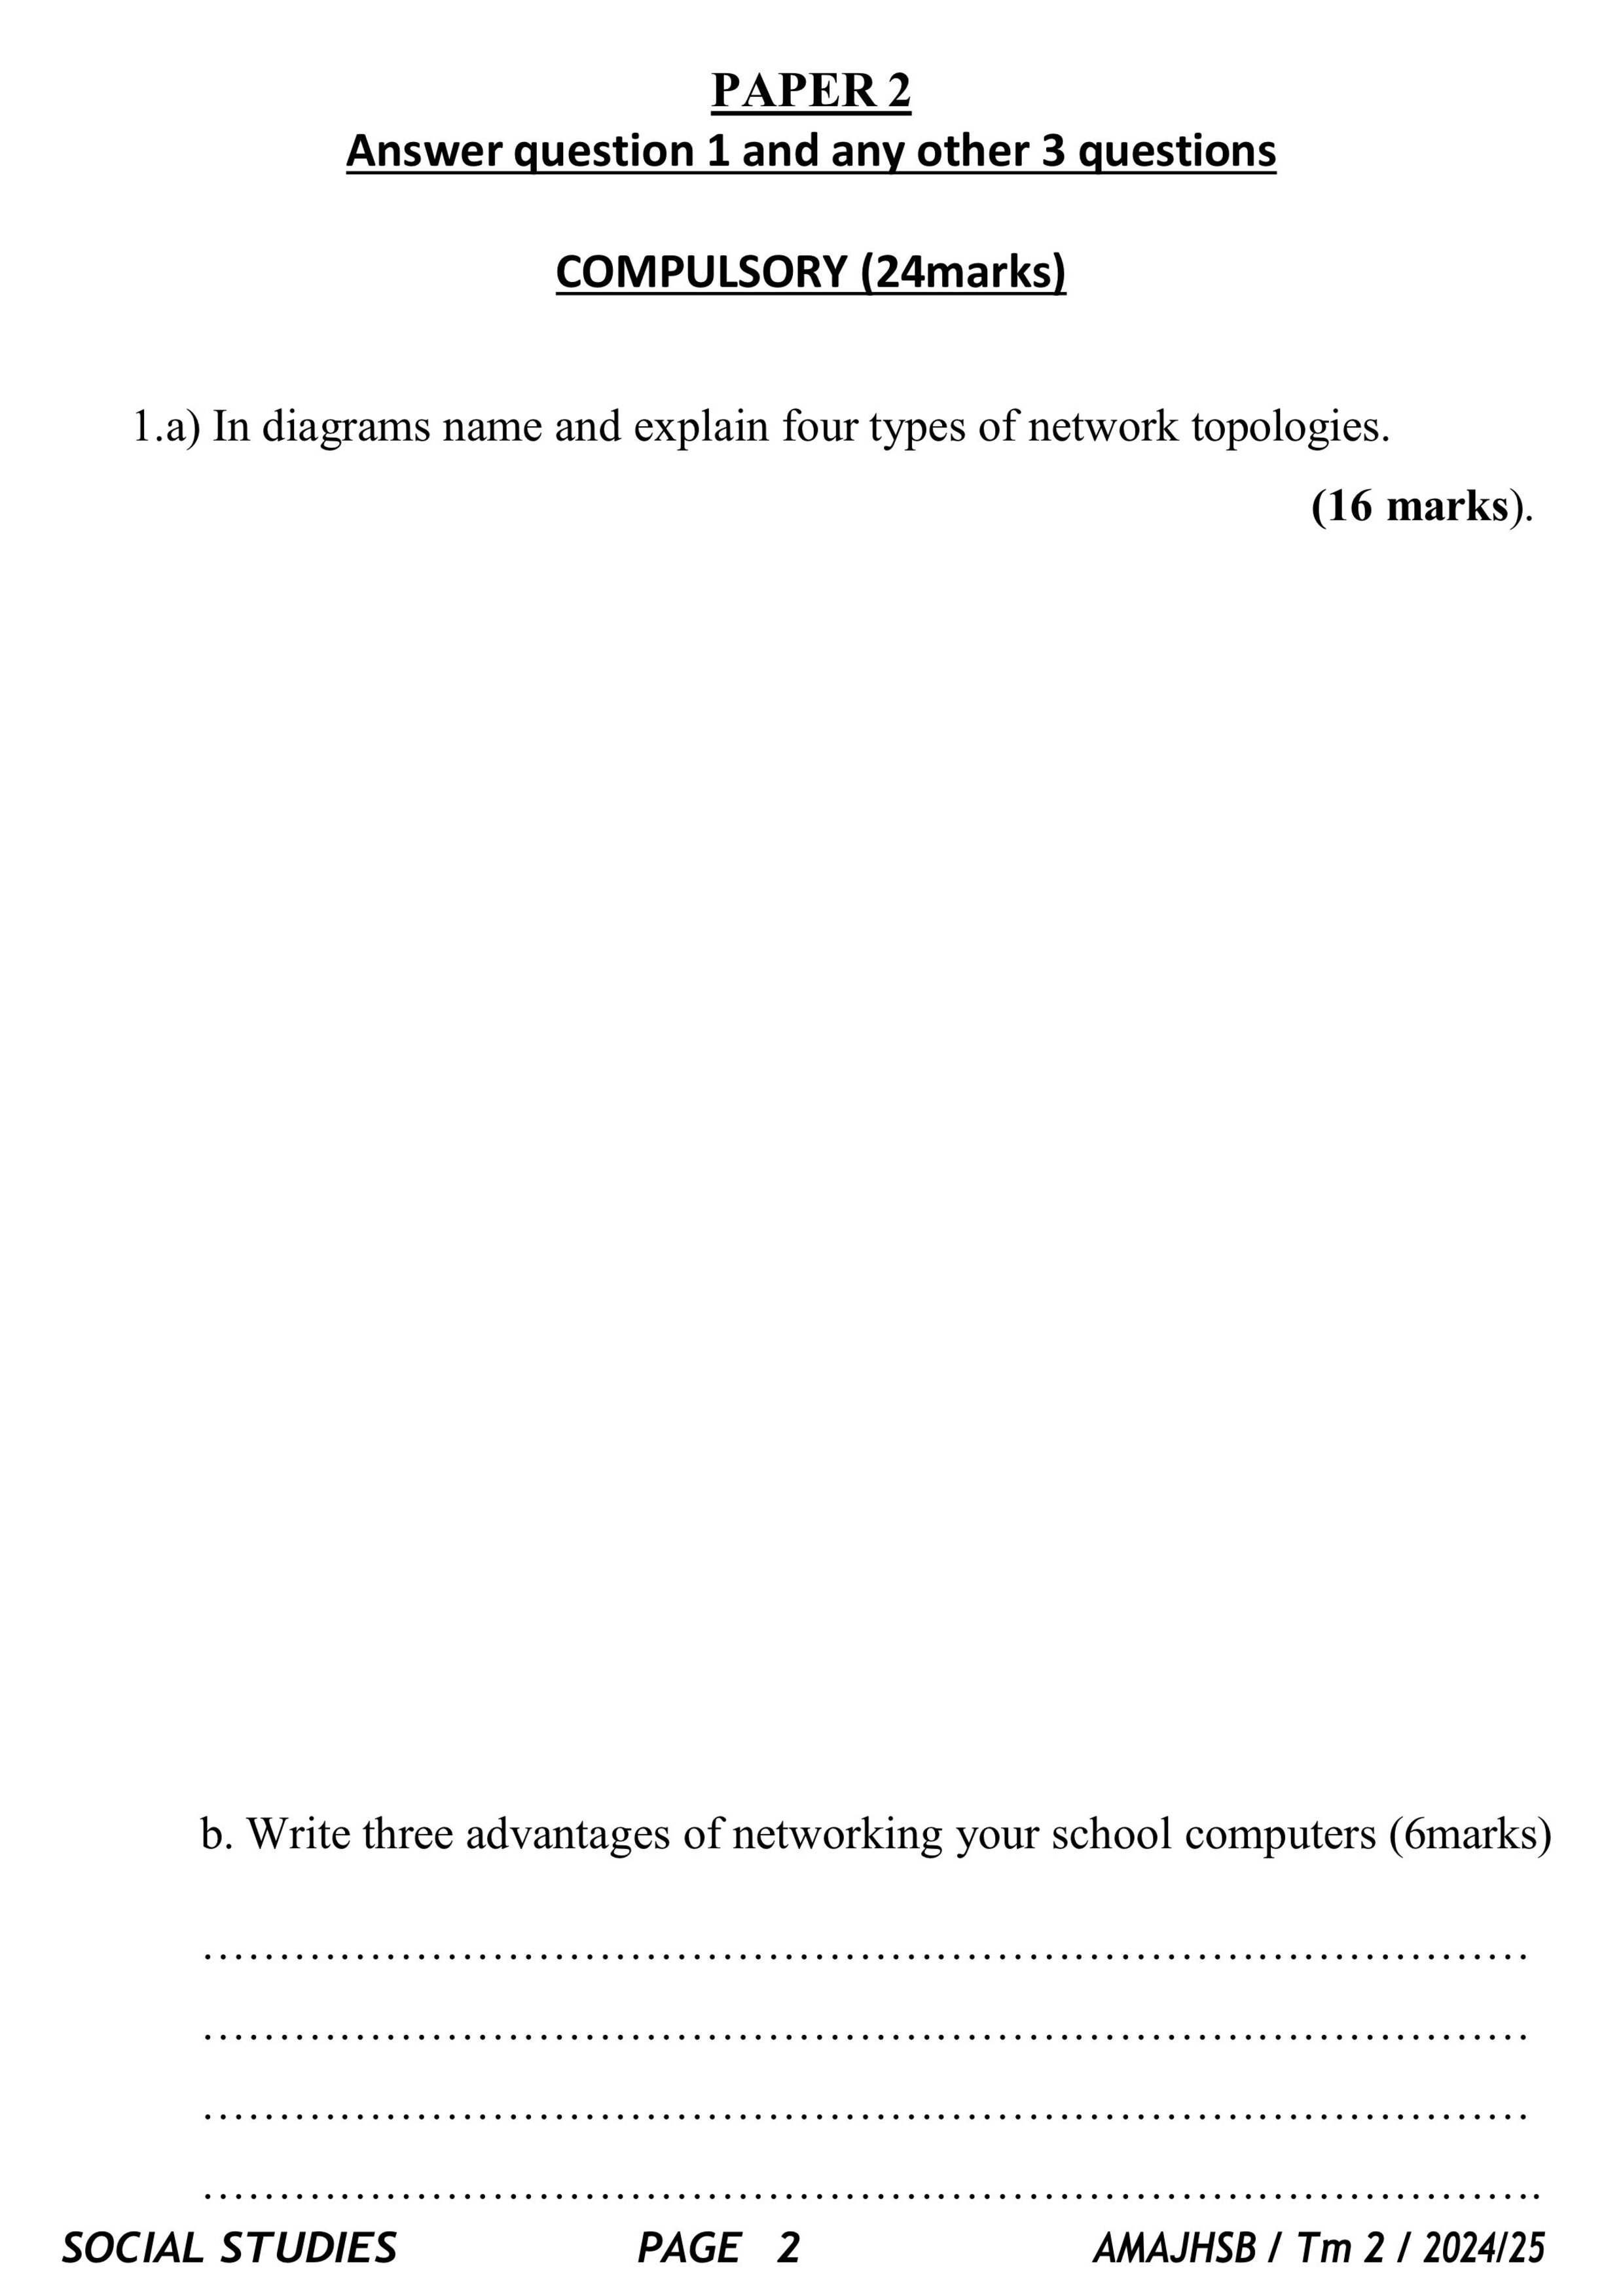 PAPER 2
Answer question 1 and any other 3 questions
COMPULSORY (24marks)
1.a) In diagrams name and explain four types of network topologies.
(16 marks).
b. Write three advantages of networking your school computers (6marks)
.......................................................................................
.......................................................................................
.......................................................................................
........................................................................................
SOCIAL STUDIES PAGE 2 AMAJHSB / Tm 2 / 2024/25